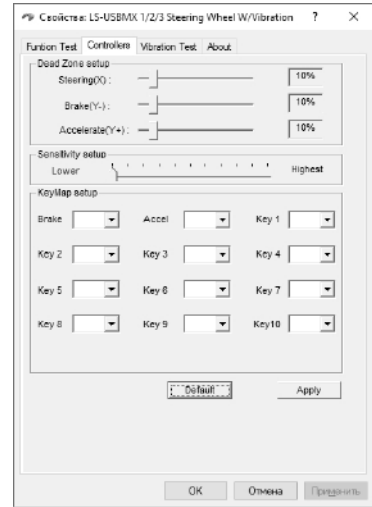 Свойства: LS-USBMX 1/2/3 Steering Wheel W/Vibration ? ×
Funtion Test Controllers Vibration Test About
Dead Zone setup
Steering(X) : 10%
Brake(Y-) : 10%
Accelerate(Y+) : 10%
Sensitivity setup
Lower Highest
KeyMap setup
Brake Accel Key 1
Key 2 Key 3 Key 4
Key 5 Key 6 Key 7
Key 8 Key 9 Key10
Default Apply
OK Отмена Применить